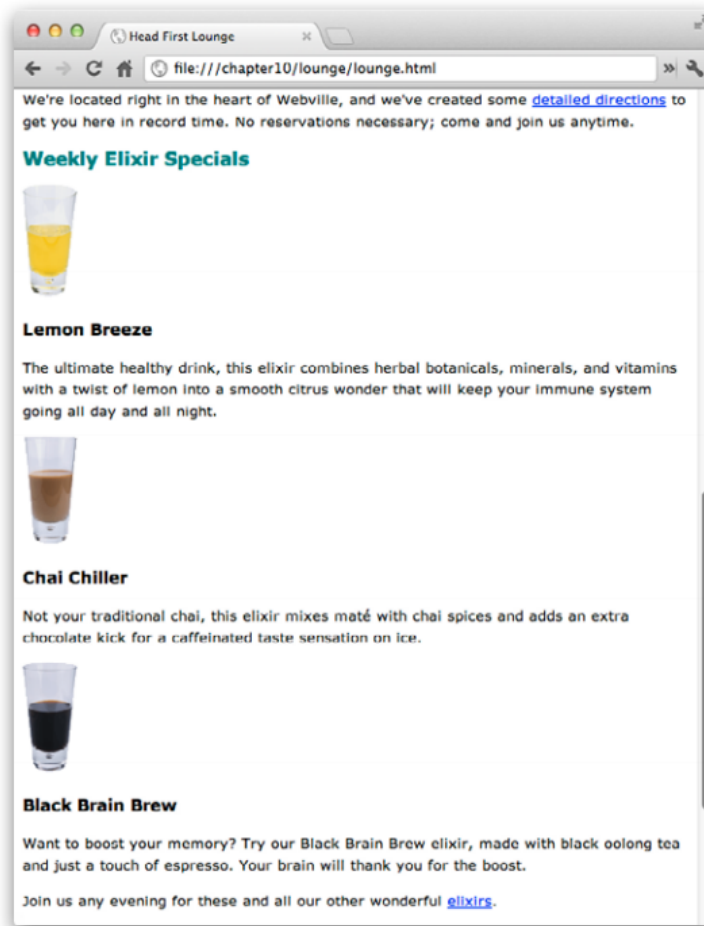 Head First Lounge
file:///chapter10/lounge/lounge.html
We're located right in the heart of Webville, and we've created some detailed directions to
get you here in record time. No reservations necessary; come and join us anytime.
Weekly Elixir Specials
Lemon Breeze
The ultimate healthy drink, this elixir combines herbal botanicals, minerals, and vitamins
with a twist of lemon into a smooth citrus wonder that will keep your immune system
going all day and all night.
Chai Chiller
Not your traditional chai, this elixir mixes maté with chai spices and adds an extra
chocolate kick for a caffeinated taste sensation on ice.
Black Brain Brew
Want to boost your memory? Try our Black Brain Brew elixir, made with black oolong tea
and just a touch of espresso. Your brain will thank you for the boost.
Join us any evening for these and all our other wonderful elixirs.